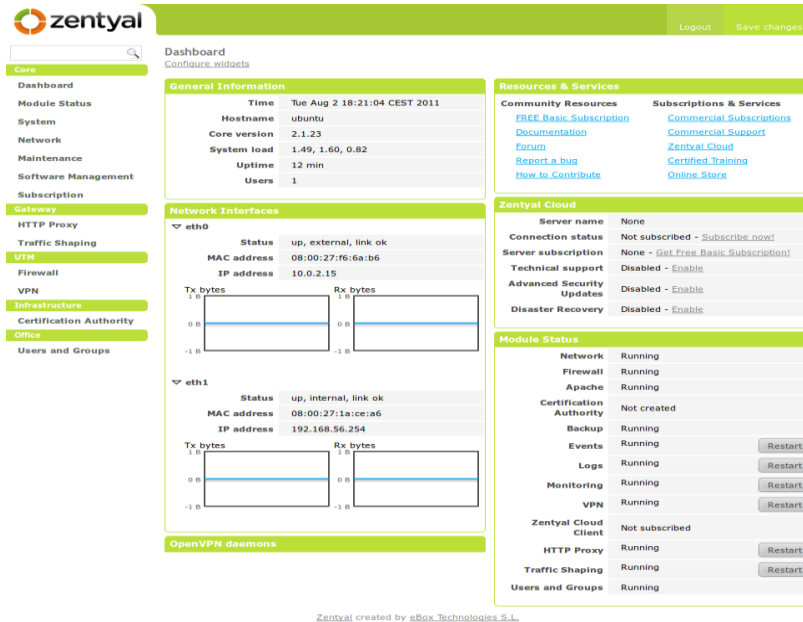 zentyal
Logout Save changes
Core
Dashboard
Module Status
System
Network
Maintenance
Software Management
Subscription
Gateway
HTTP Proxy
Traffic Shaping
UTM
Firewall
VPN
Infrastructure
Certification Authority
Office
Users and Groups
Dashboard
Configure widgets
General Information
Time Tue Aug 2 18:21:04 CEST 2011
Hostname ubuntu
Core version 2.1.23
System load 1.49, 1.60, 0.82
Uptime 12 min
Users 1
Network Interfaces
eth0
Status up, external, link ok
MAC address 08:00:27:f6:6a:b6
IP address 10.0.2.15
Tx bytes Rx bytes
1 B 1 B
0 B 0 B
-1 B -1 B
eth1
Status up, internal, link ok
MAC address 08:00:27:1a:ce:a6
IP address 192.168.56.254
Tx bytes Rx bytes
1 B 1 B
0 B 0 B
-1 B -1 B
OpenVPN daemons
Resources & Services
Community Resources Subscriptions & Services
FREE Basic Subscription Commercial Subscriptions
Documentation Commercial Support
Forum Zentyal Cloud
Report a bug Certified Training
How to Contribute Online Store
Zentyal Cloud
Server name None
Connection status Not subscribed - Subscribe now!
Server subscription None - Get Free Basic Subscription!
Technical support Disabled - Enable
Advanced Security
Updates Disabled - Enable
Disaster Recovery Disabled - Enable
Module Status
Network Running
Firewall Running
Apache Running
Certification
Authority Not created
Backup Running
Events Running Restart
Logs Running Restart
Monitoring Running Restart
VPN Running Restart
Zentyal Cloud
Client Not subscribed
HTTP Proxy Running Restart
Traffic Shaping Running Restart
Users and Groups Running
Zentyal created by eBox Technologies S.L.